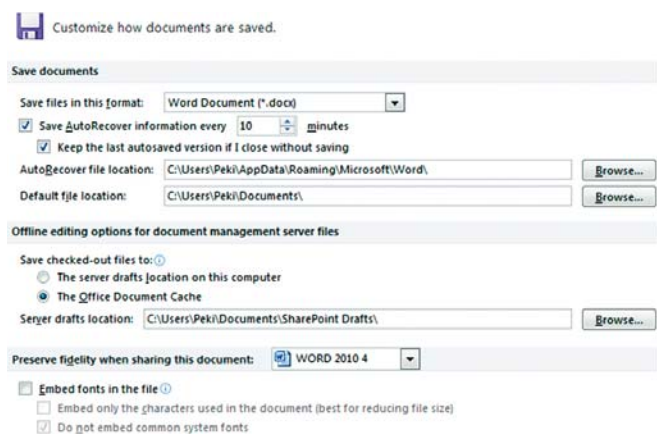 Customize how documents are saved.
Save documents
Save files in this format: Word Document (*.docx)
Save AutoRecover information every 10 minutes
Keep the last autosaved version if I close without saving
AutoRecover file location: C:\Users\Peki\AppData\Roaming\Microsoft\Word\ Browse...
Default file location: C:\Users\Peki\Documents\ Browse...
Offline editing options for document management server files
Save checked-out files to:
The server drafts location on this computer
The Office Document Cache
Server drafts location: C:\Users\Peki\Documents\SharePoint Drafts\ Browse...
Preserve fidelity when sharing this document: WORD 2010 4
Embed fonts in the file
Embed only the characters used in the document (best for reducing file size)
Do not embed common system fonts